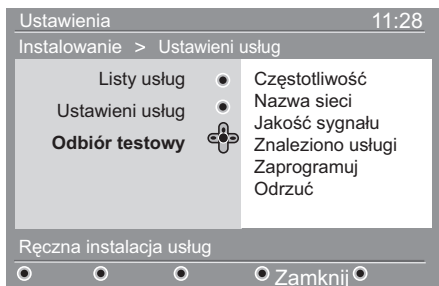 Ustawienia 11:28
Instalowanie > Ustawieni usług
Listy usług
Ustawieni usług
Odbiór testowy
Częstotliwość
Nazwa sieci
Jakość sygnału
Znaleziono usługi
Zaprogramuj
Odrzuć
Ręczna instalacja usług
Zamknij